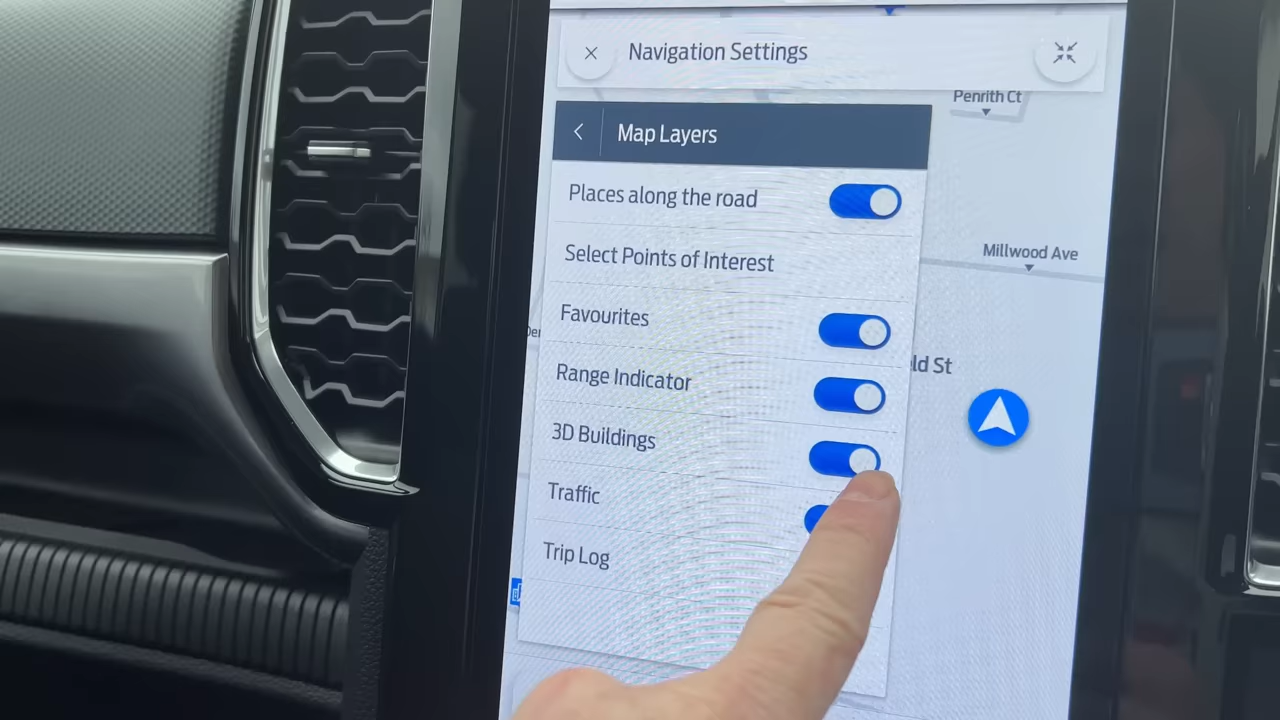 Navigation Settings
Penrith Ct
Map Layers
Places along the road
Millwood Ave
Select Points of Interest
Favourites
ld St
Range Indicator
3D Buildings
Traffic
Trip Log